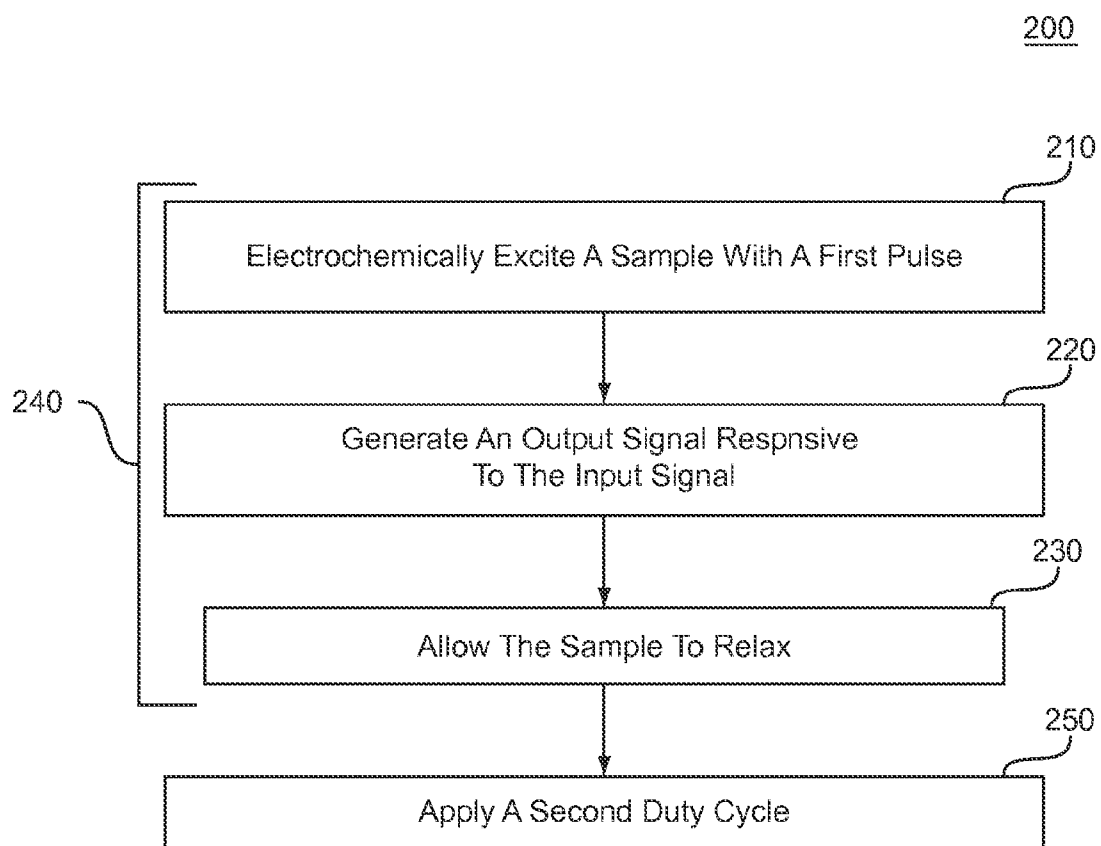 200
210
Electrochemically Excite A Sample With A First Pulse
220
Generate An Output Signal Respnsive
To The Input Signal
240
230
Allow The Sample To Relax
250
Apply A Second Duty Cycle